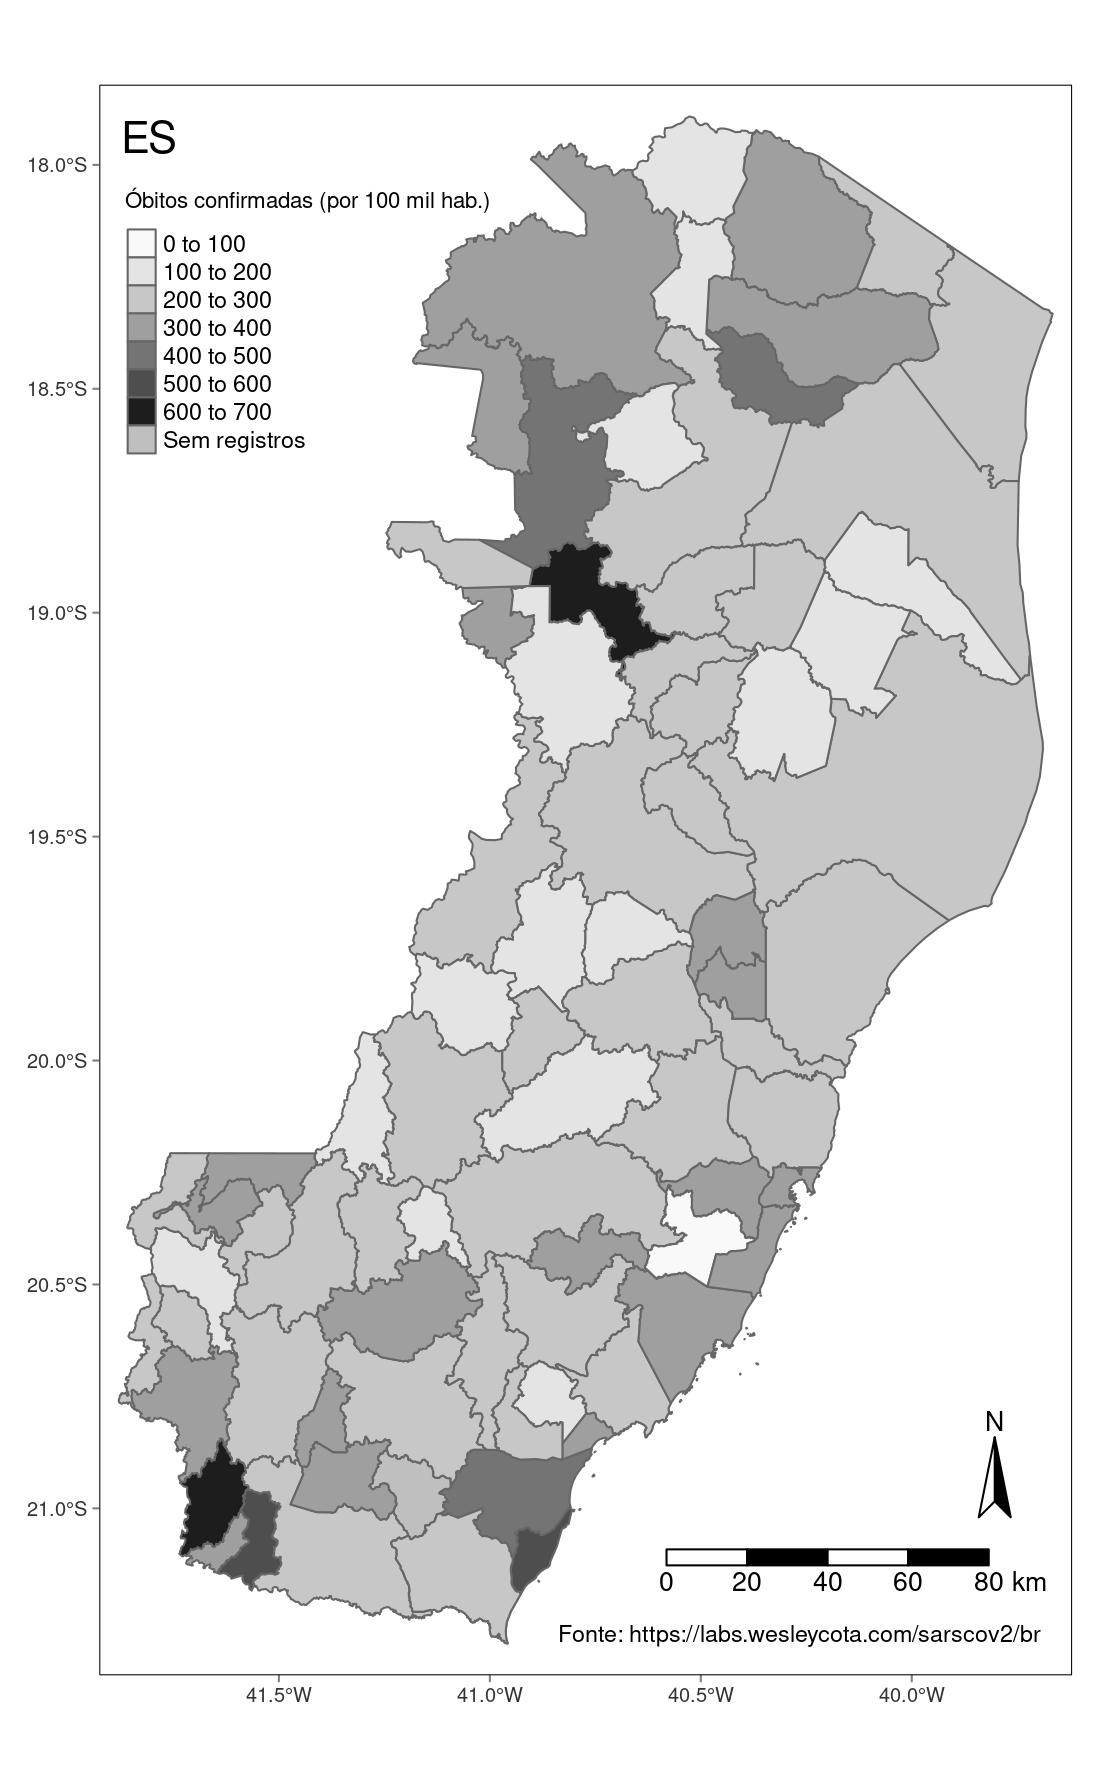 ES
Óbitos confirmadas (por 100 mil hab.)
0 to 100
100 to 200
200 to 300
300 to 400
400 to 500
500 to 600
600 to 700
Sem registros
18.0°S
18.5°S
19.0°S
19.5°S
20.0°S
20.5°S
21.0°S
N
0 20 40 60 80 km
Fonte: https://labs.wesleycota.com/sarscov2/br
41.5°W 41.0°W 40.5°W 40.0°W